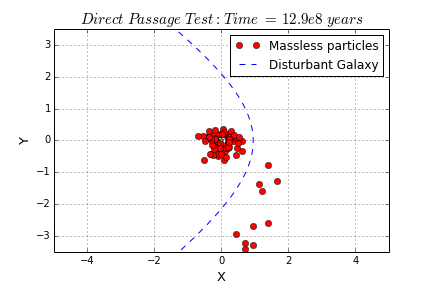 Direct Passage Test: Time = 12.9e8 years
Massless particles
Disturbant Galaxy
Y
3
2
1
0
−1
−2
−3
−4
−2
0
2
4
X